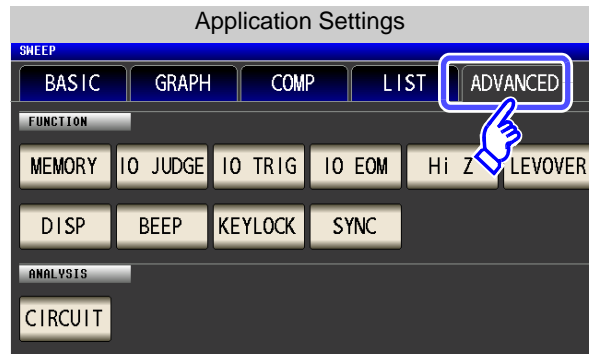 Application Settings
SWEEP
BASIC GRAPH COMP LIST ADVANCED
FUNCTION
MEMORY IO JUDGE IO TRIG IO EOM Hi Z LEVOVER
DISP BEEP KEYLOCK SYNC
ANALYSIS
CIRCUIT